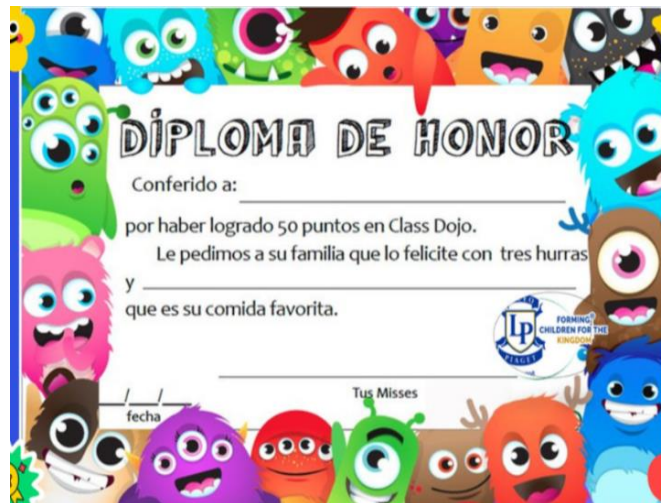 DÍPLOMA DE HONOR
Conferido a:
por haber logrado 50 puntos en Class Dojo.
Le pedimos a su familia que lo felicite con tres hurras
y
que es su comida favorita.
LP
PIAGET
FORMING
CHILDREN FOR THE
KINGDOM
Tus Misses
fecha